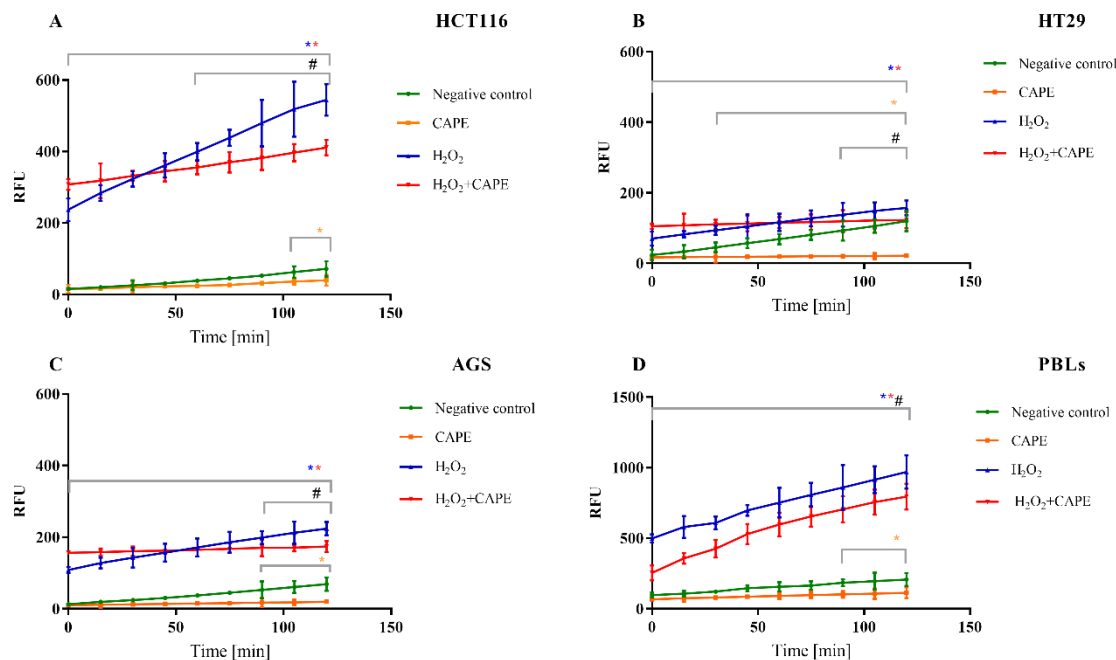 A
HCT116
**
#
*
Negative control
CAPE
H₂O₂
H₂O₂+CAPE
RFU
600
400
200
0
0 50 100 150
Time [min]
B
HT29
**
*
#
Negative control
CAPE
H₂O₂
H₂O₂+CAPE
RFU
600
400
200
0
0 50 100 150
Time [min]
C
AGS
**
#
*
Negative control
CAPE
H₂O₂
H₂O₂+CAPE
RFU
600
400
200
0
0 50 100 150
Time [min]
D
PBLs
**#
*
Negative control
CAPE
H₂O₂
H₂O₂+CAPE
RFU
1500
1000
500
0
0 50 100 150
Time [min]